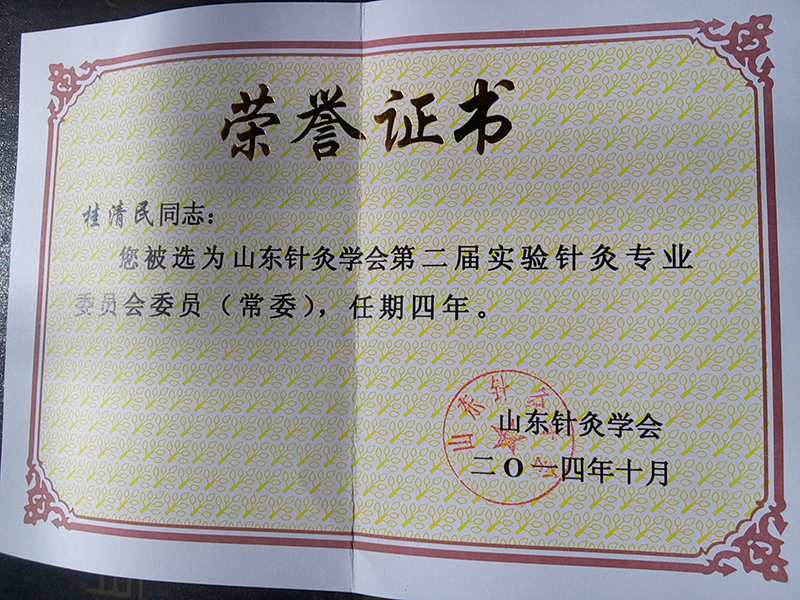 荣誉证书
桂清民同志：
您被选为山东针灸学会第二届实验针灸专业
委员会委员（常委），任期四年。
山东针灸学会
二O一四年十月